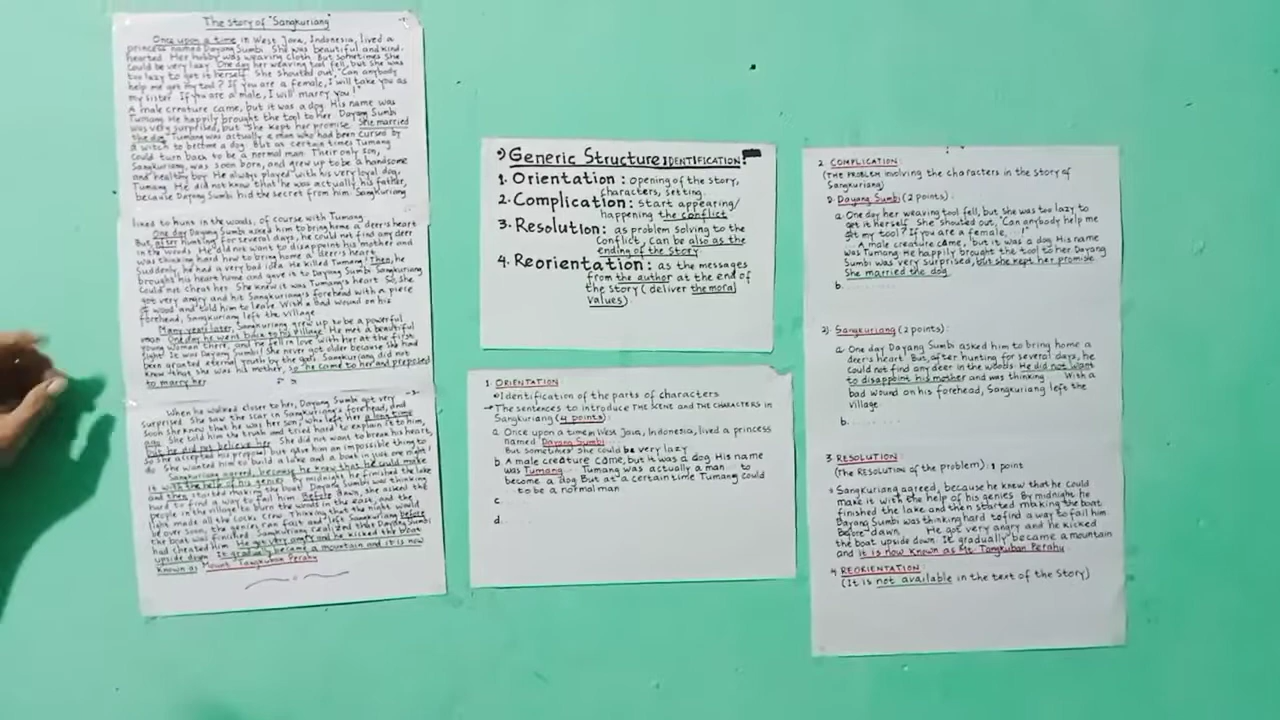 The Story of "Sangkuriang"
Once upon a time in West Java, Indonesia, lived a
princess named Dayang Sumbi. She was beautiful and kind-
hearted. Her hobby was weaving cloth. But sometimes she
could be very lazy. One day her weaving tool fell, but she was
too lazy to get it herself. She shouted out, "Can anybody
help me get my tool? If you are a female, I will take you as
my sister. If you are a male, I will marry you!"
A male creature came, but it was a dog. His name was
Tumang. He happily brought the tool to her. Dayang Sumbi
was very surprised, but she kept her promise. She married
the dog. Tumang was actually a man who had been cursed by
a witch to become a dog. But at certain times Tumang
could turn back to be a normal man. Their only son,
Sangkuriang, was soon born, and grew up to be a handsome
and healthy boy. He always played with his very loyal dog,
Tumang. He did not know that he was actually his father,
because Dayang Sumbi hid the secret from him. Sangkuriang
liked to hunt in the woods, of course with Tumang.
One day Dayang Sumbi asked him to bring home a deer's heart.
But after hunting for several days, he could not find any deer
in the woods. He did not want to disappoint his mother and
was thinking hard how to bring home a deer's heart.
Suddenly, he had a very bad idea. He killed Tumang! Then, he
brought his heart home and gave it to Dayang Sumbi. Sangkuriang
could not cheat her. She knew it was Tumang's heart. So, she
got very angry and hit Sangkuriang's forehead with a piece
of wood and told him to leave. With a bad wound on his
forehead, Sangkuriang left the village.
Many years later, Sangkuriang grew up to be a powerful
man. One day he went back to his village. He met a beautiful
young woman there, and he fell in love with her at the first
sight. It was Dayang Sumbi! She never got older because she had
been granted eternal youth by the gods. Sangkuriang did not
know that she was his mother, so he came to her and proposed
to marry her.
When he walked closer to her, Dayang Sumbi got very
surprised. She saw the scar in Sangkuriang's forehead, and
soon she knew that he was her son, who left her a long time
ago. She told him the truth and tried hard to explain it to him,
but he did not believe her. She did not want to break his heart,
so she accepted his proposal but gave him an impossible thing to
do. She wanted him to build a lake and a boat in just one night!
Sangkuriang agreed, because he knew that he could make
it with the help of his genies. By midnight he finished the lake
and then started making the boat. Dayang Sumbi was thinking
hard to find a way to fail him. Before dawn, she asked the
people in the village to burn the woods in the east, and the
light made all the cocks crow. Thinking that the night would
be over soon, the genies ran fast and left Sangkuriang before
the boat was finished. Sangkuriang realized that Dayang Sumbi
had cheated him. He got very angry and he kicked the boat
upside down. It gradually became a mountain and it is now
known as Mount Tangkuban Perahu
Generic Structure IDENTIFICATION:
1. Orientation : opening of the story,
characters, setting.
2. Complication: start appearing/
happening the conflict
3. Resolution: as problem solving to the
Conflict, can be also as the
ending of the story.
4. Reorientation: as the messages
from the author at the end of
the story (deliver the moral
values).
1. ORIENTATION:
• Identification of the parts of characters
→ The sentences to introduce THE SCENE and THE CHARACTERS in
Sangkuriang (4 points):
a. Once upon a time in West Java, Indonesia, lived a princess
named Dayang Sumbi ....
But sometimes she could be very lazy
b. A male creature came, but it was a dog. His name
was Tumang ... Tumang was actually a man ... to
become a dog. But at a certain time Tumang could
... to be a normal man
c. .......
d. .......
2. COMPLICATION:
(THE PROBLEM involving the characters in the story of
Sangkuriang)
Dayang Sumbi (2 points):
a. One day her weaving tool fell, but she was too lazy to
get it herself. She shouted out, "Can anybody help me
get my tool? If you are a female, ...!"
A male creature came, but it was a dog. His name
was Tumang. He happily brought the tool to her. Dayang
Sumbi was very surprised, but she kept her promise.
She married the dog.
b. .......
2). Sangkuriang (2 points):
a. One day Dayang Sumbi asked him to bring home a
deer's heart. But, after hunting for several days, he
could not find any deer in the woods. He did not want
to disappoint his mother and was thinking ... With a
bad wound on his forehead, Sangkuriang left the
village
b. .......
3. RESOLUTION:
(The RESOLUTION of the problem): 1 point
Sangkuriang agreed, because he knew that he could
make it with the help of his genies. By midnight he
finished the lake and then started making the boat.
Dayang Sumbi was thinking hard to find a way to fail him.
Before dawn ... He got very angry and he kicked
the boat upside down. It gradually became a mountain
and it is now known as Mt. Tangkuban Perahu.
4. REORIENTATION:
(It is not available in the text of the story)